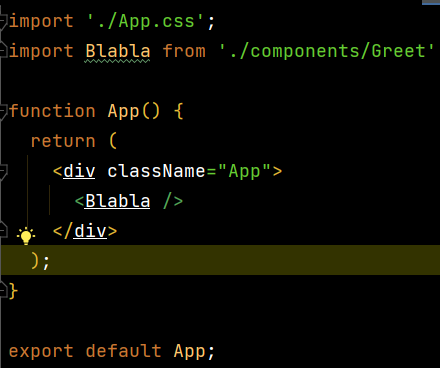 import './App.css';
import Blabla from './components/Greet'
function App() {
return (
<div className="App">
<Blabla />
</div>
);
}
export default App;